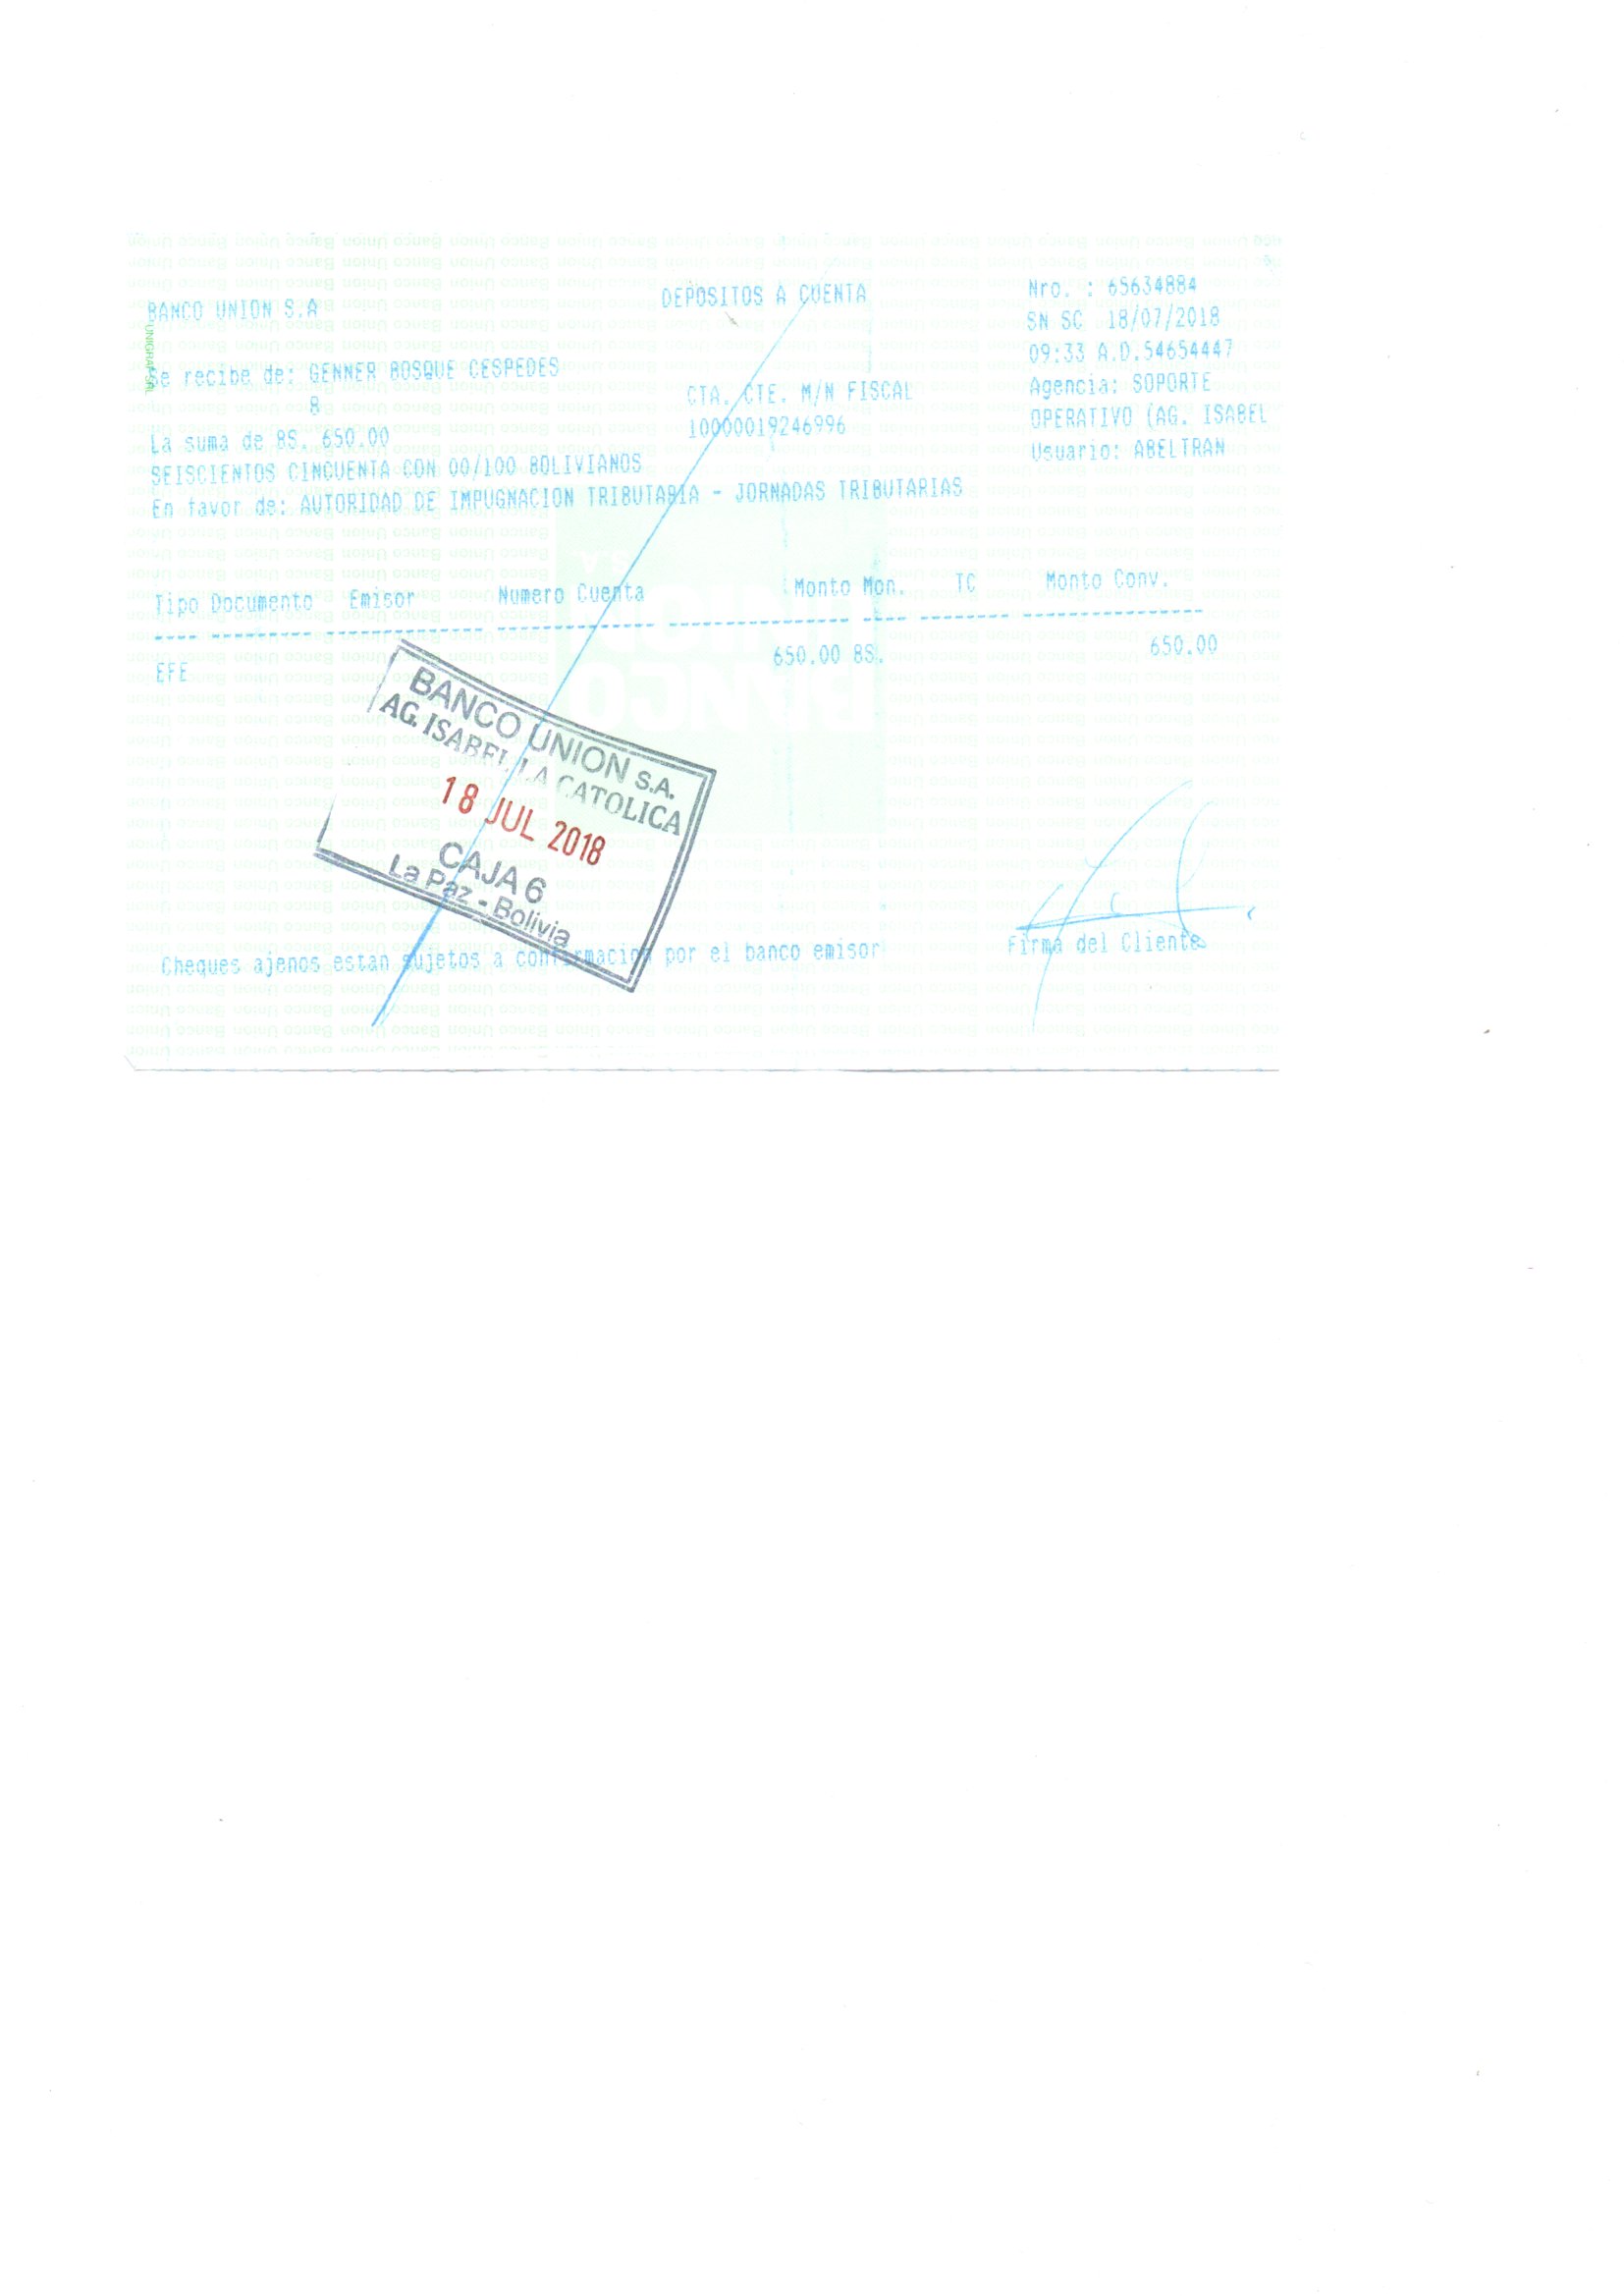 BANCO UNION S.A
DEPOSITOS A CUENTA
Nro. : 65634884
SN SC 18/07/2018
09:33 A.D.54654447
Agencia: SOPORTE
OPERATIVO (AG. ISABEL
Usuario: ABELTRAN
Se recibe de: GENNER BOSQUE CESPEDES
8
CTA. CTE. M/N FISCAL
10000019246996
La suma de BS. 650.00
SEISCIENTOS CINCUENTA CON 00/100 BOLIVIANOS
En favor de: AUTORIDAD DE IMPUGNACION TRIBUTARIA - JORNADAS TRIBUTARIAS
Tipo Documento Emisor Numero Cuenta Monto Mon. TC Monto Conv.
EFE 650.00 BS. 650.00
BANCO UNION S.A.
AG. ISABEL LA CATOLICA
18 JUL 2018
CAJA 6
La Paz - Bolivia
Firma del Cliente
Cheques ajenos estan sujetos a confirmacion por el banco emisor